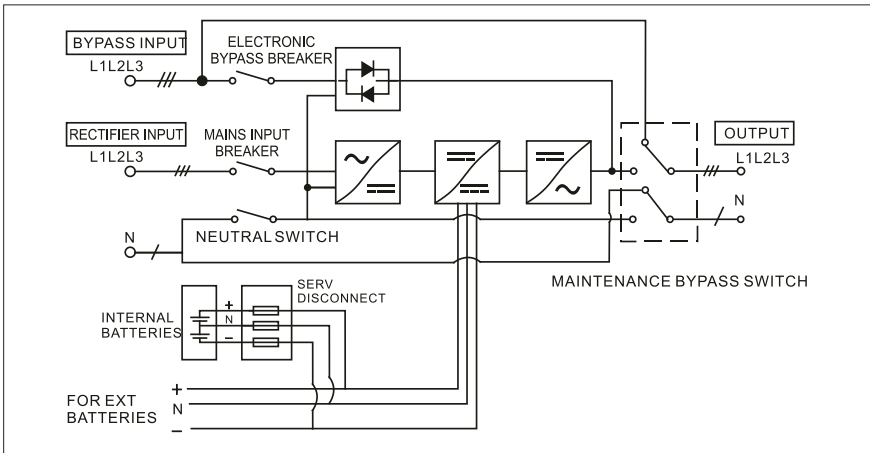 BYPASS INPUT
L1L2L3
ELECTRONIC
BYPASS BREAKER
RECTIFIER INPUT
L1L2L3
MAINS INPUT
BREAKER
OUTPUT
L1L2L3
N
N
NEUTRAL SWITCH
MAINTENANCE BYPASS SWITCH
SERV
DISCONNECT
INTERNAL
BATTERIES
+
N
−
FOR EXT
BATTERIES
+
N
−